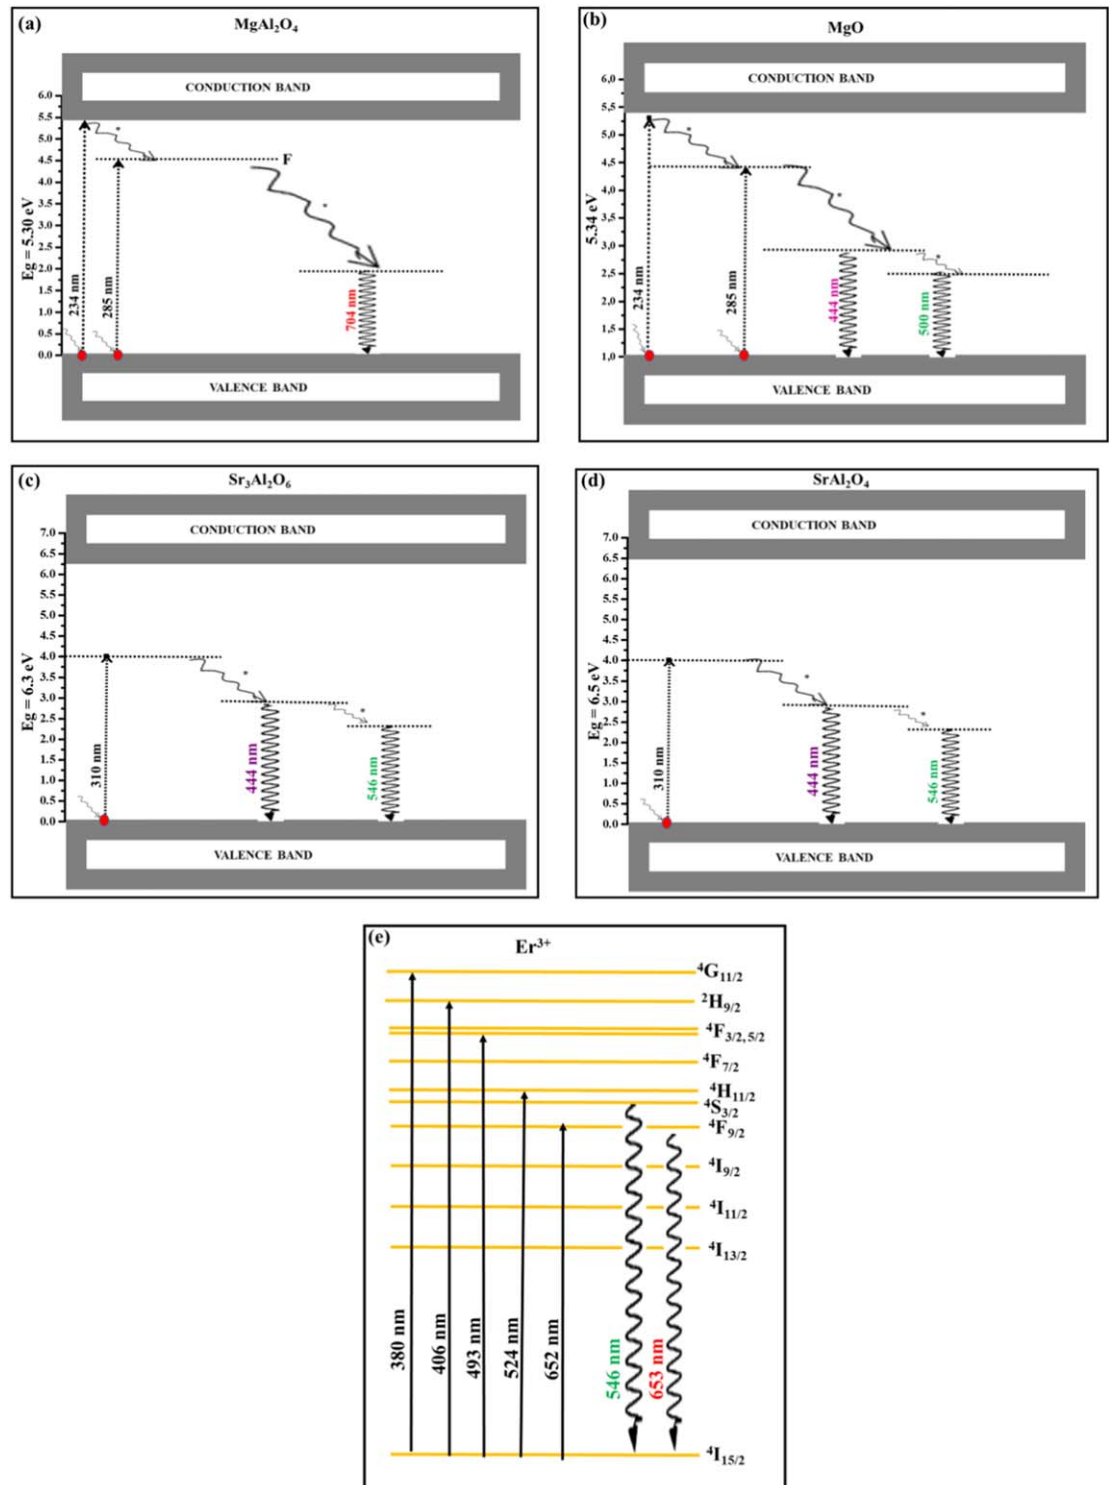 (a)
MgAl₂O₄
CONDUCTION BAND
6.0
5.5
5.0
4.5
4.0
3.5
3.0
2.5
2.0
1.5
1.0
0.5
0.0
Eg = 5.30 eV
*
F
*
234 nm
285 nm
704 nm
VALENCE BAND
(b)
MgO
CONDUCTION BAND
6,0
5,5
5,0
4,5
4,0
3,5
3,0
2,5
2,0
1,5
1,0
5.34 eV
*
*
*
234 nm
285 nm
444 nm
500 nm
VALENCE BAND
(c)
Sr₃Al₂O₆
CONDUCTION BAND
7.0
6.5
6.0
5.5
5.0
4.5
4.0
3.5
3.0
2.5
2.0
1.5
1.0
0.5
0.0
Eg = 6.3 eV
*
*
310 nm
444 nm
546 nm
VALENCE BAND
(d)
SrAl₂O₄
CONDUCTION BAND
7.0
6.5
6.0
5.5
5.0
4.5
4.0
3.5
3.0
2.5
2.0
1.5
1.0
0.5
0.0
Eg = 6.5 eV
*
*
310 nm
444 nm
546 nm
VALENCE BAND
(e)
Er³⁺
⁴G₁₁/₂
²H₉/₂
⁴F₃/₂, ₅/₂
⁴F₇/₂
⁴H₁₁/₂
⁴S₃/₂
⁴F₉/₂
⁴I₉/₂
⁴I₁₁/₂
⁴I₁₃/₂
380 nm
406 nm
493 nm
524 nm
652 nm
546 nm
653 nm
⁴I₁₅/₂